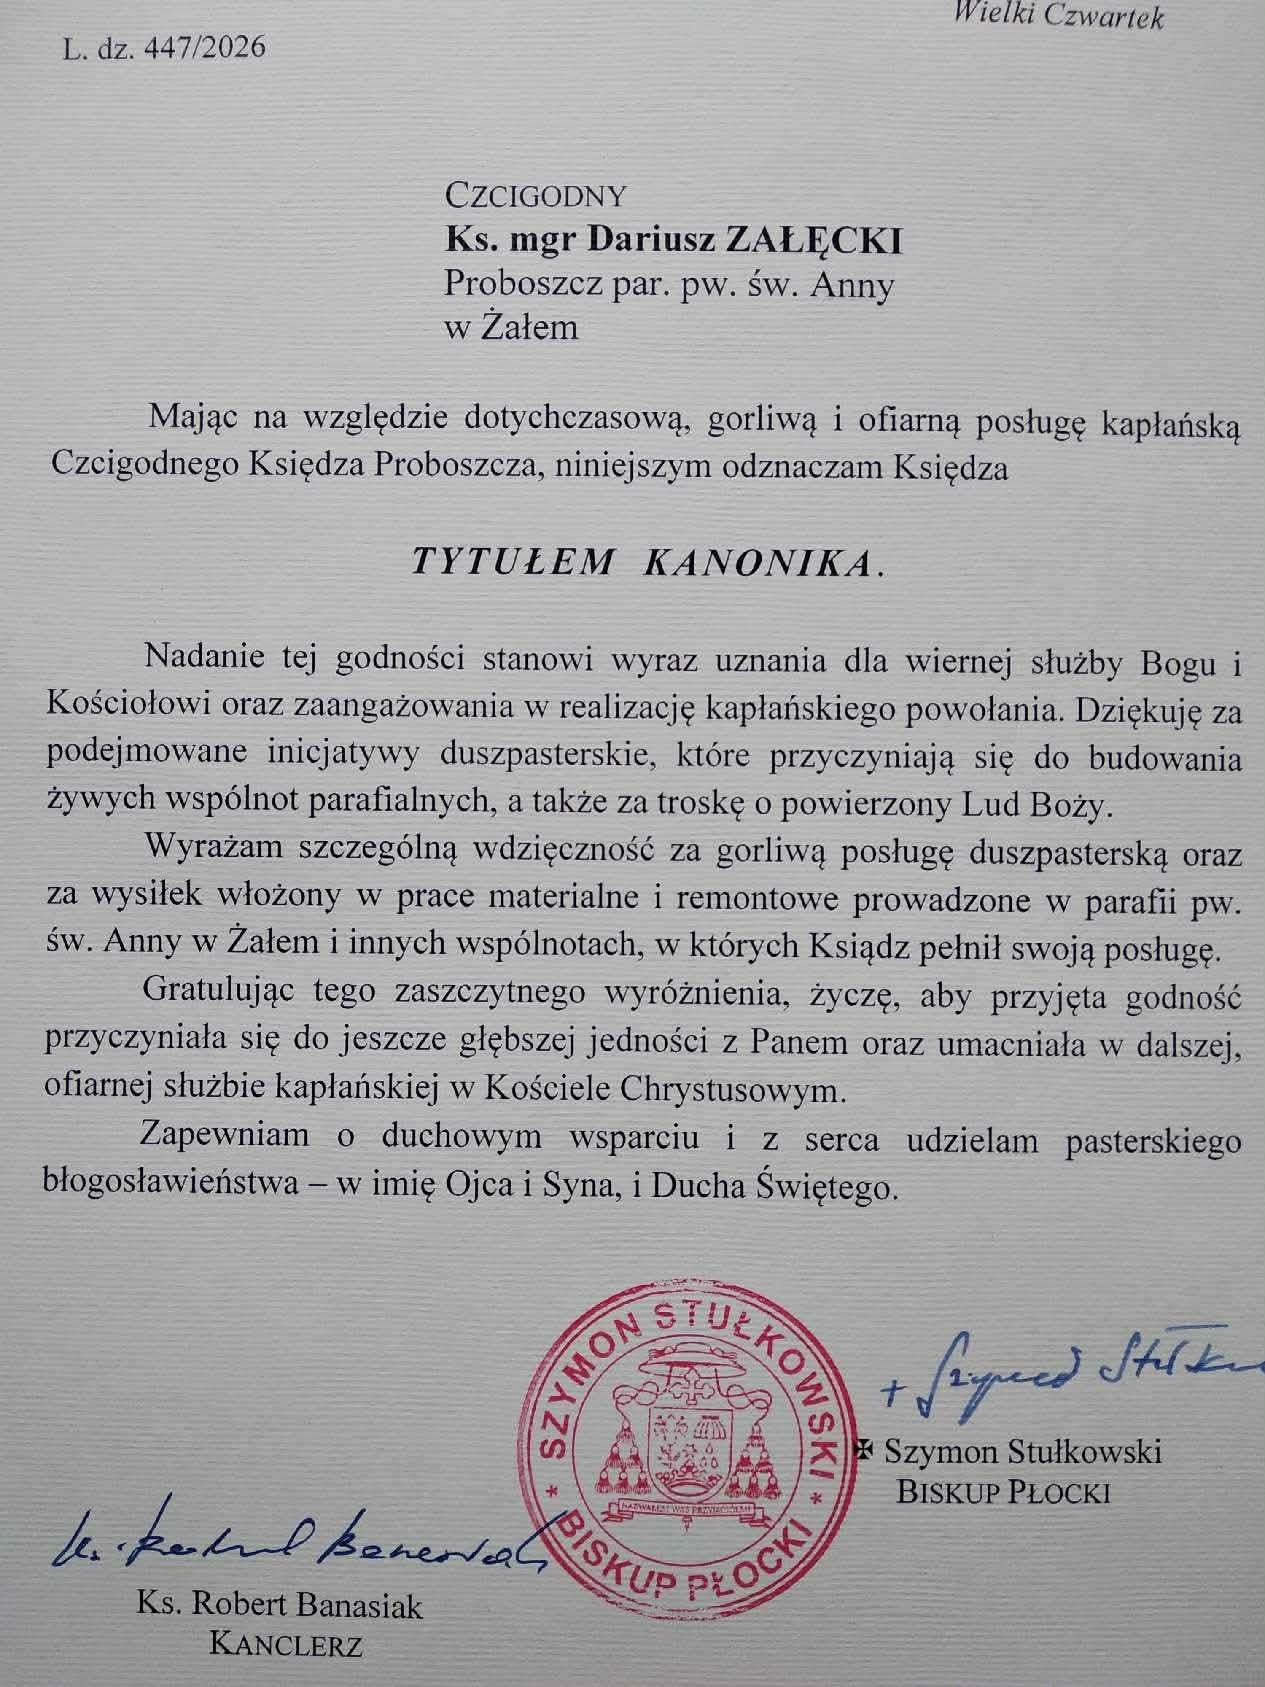 Wielki Czwartek
L. dz. 447/2026
CZCIGODNY
Ks. mgr Dariusz ZAŁĘCKI
Proboszcz par. pw. św. Anny
w Żałem
Mając na względzie dotychczasową, gorliwą i ofiarną posługę kapłańską
Czcigodnego Księdza Proboszcza, niniejszym odznaczam Księdza
TYTUŁEM KANONIKA.
Nadanie tej godności stanowi wyraz uznania dla wiernej służby Bogu i
Kościołowi oraz zaangażowania w realizację kapłańskiego powołania. Dziękuję za
podejmowane inicjatywy duszpasterskie, które przyczyniają się do budowania
żywych wspólnot parafialnych, a także za troskę o powierzony Lud Boży.
Wyrażam szczególną wdzięczność za gorliwą posługę duszpasterską oraz
za wysiłek włożony w prace materialne i remontowe prowadzone w parafii pw.
św. Anny w Żałem i innych wspólnotach, w których Ksiądz pełnił swoją posługę.
Gratulując tego zaszczytnego wyróżnienia, życzę, aby przyjęta godność
przyczyniała się do jeszcze głębszej jedności z Panem oraz umacniała w dalszej,
ofiarnej służbie kapłańskiej w Kościele Chrystusowym.
Zapewniam o duchowym wsparciu i z serca udzielam pasterskiego
błogosławieństwa – w imię Ojca i Syna, i Ducha Świętego.
* SZYMON STUŁKOWSKI *
BISKUP PŁOCKI
NAZWAŁEM WAS PRZYJACIÓŁMI
✠ Szymon Stułkowski
BISKUP PŁOCKI
Ks. Robert Banasiak
KANCLERZ